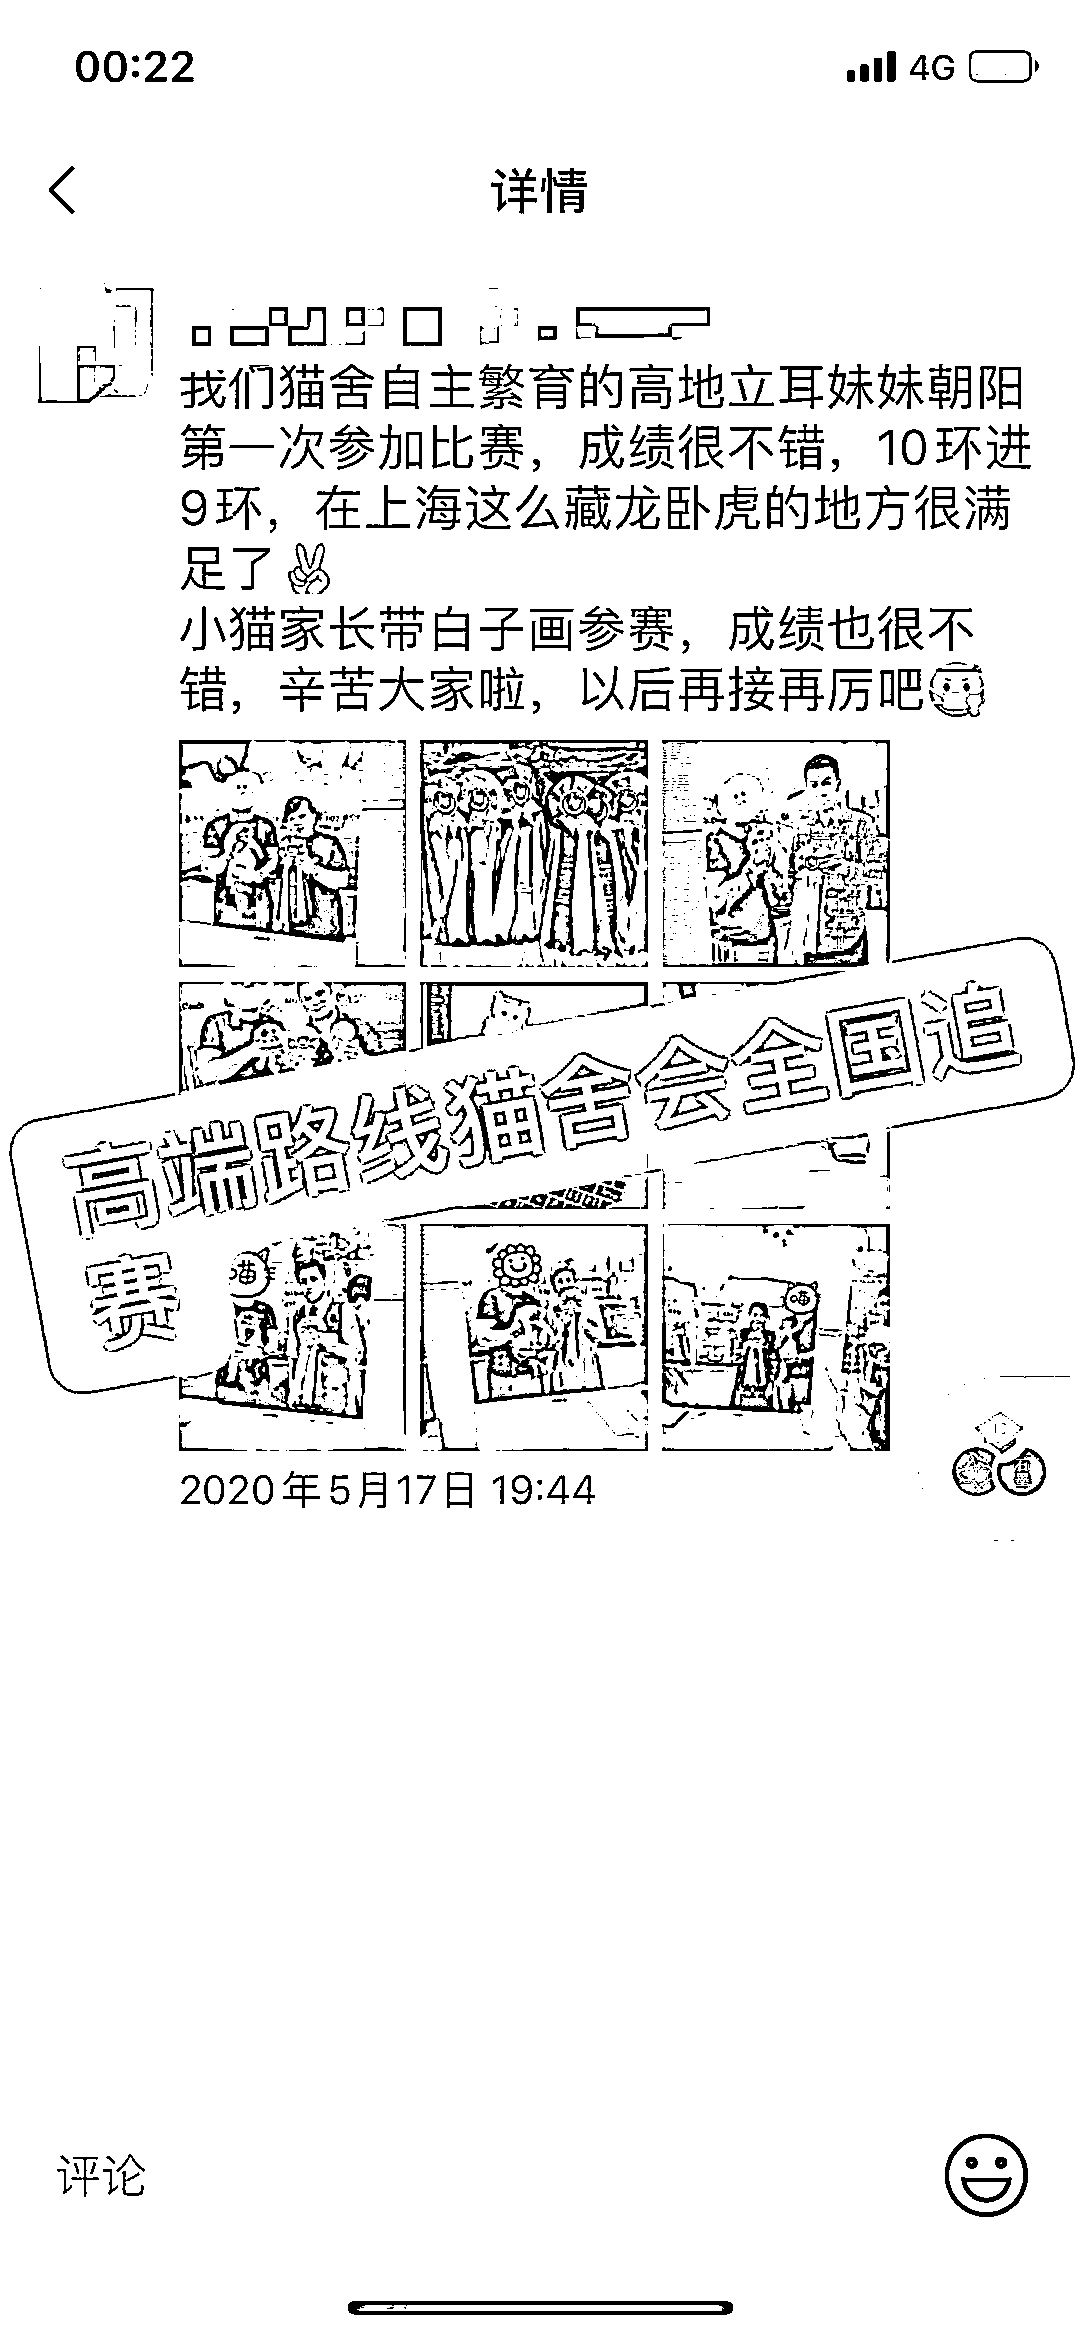 00:22
4G
详情
我们猫舍自主繁育的高地立耳妹妹朝阳
第一次参加比赛，成绩很不错，10环进
9环，在上海这么藏龙卧虎的地方很满
足了✌
小猫家长带白子画参赛，成绩也很不
错，辛苦大家啦，以后再接再厉吧
高端路线猫舍会全国追
赛
喵
喵
2020年5月17日 19:44
评论